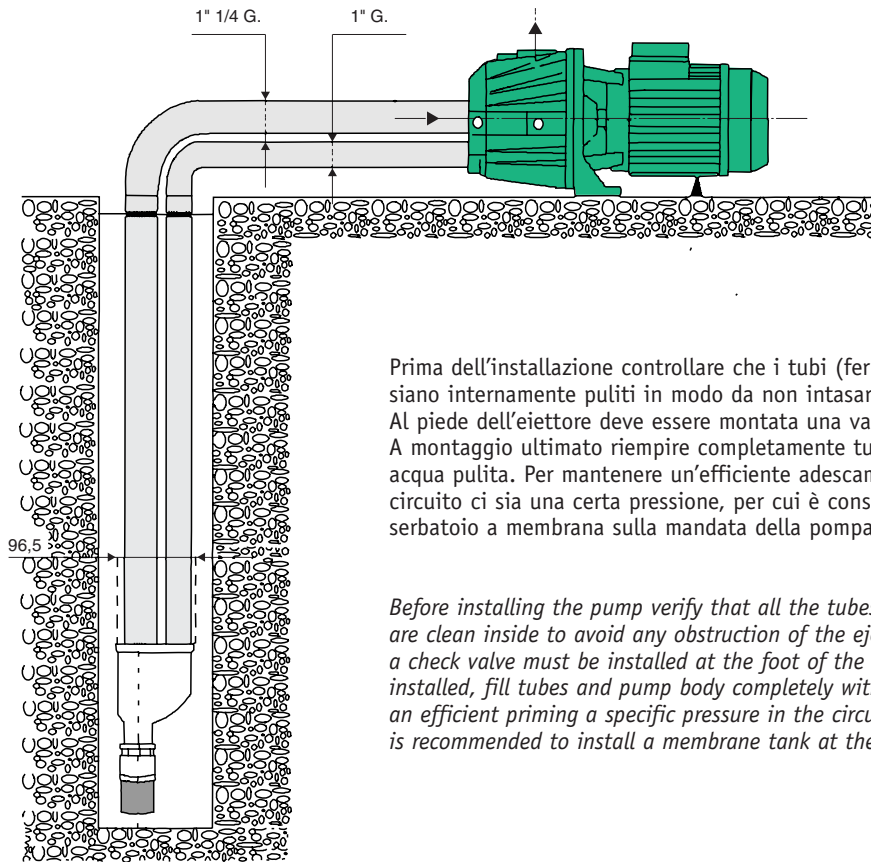 1" 1/4 G.
1" G.
96,5
Prima dell’installazione controllare che i tubi (fer
siano internamente puliti in modo da non intasar
Al piede dell’eiettore deve essere montata una va
A montaggio ultimato riempire completamente tu
acqua pulita. Per mantenere un’efficiente adescam
circuito ci sia una certa pressione, per cui è cons
serbatoio a membrana sulla mandata della pompa
Before installing the pump verify that all the tubes
are clean inside to avoid any obstruction of the eje
a check valve must be installed at the foot of the
installed, fill tubes and pump body completely wit
an efficient priming a specific pressure in the circu
is recommended to install a membrane tank at the